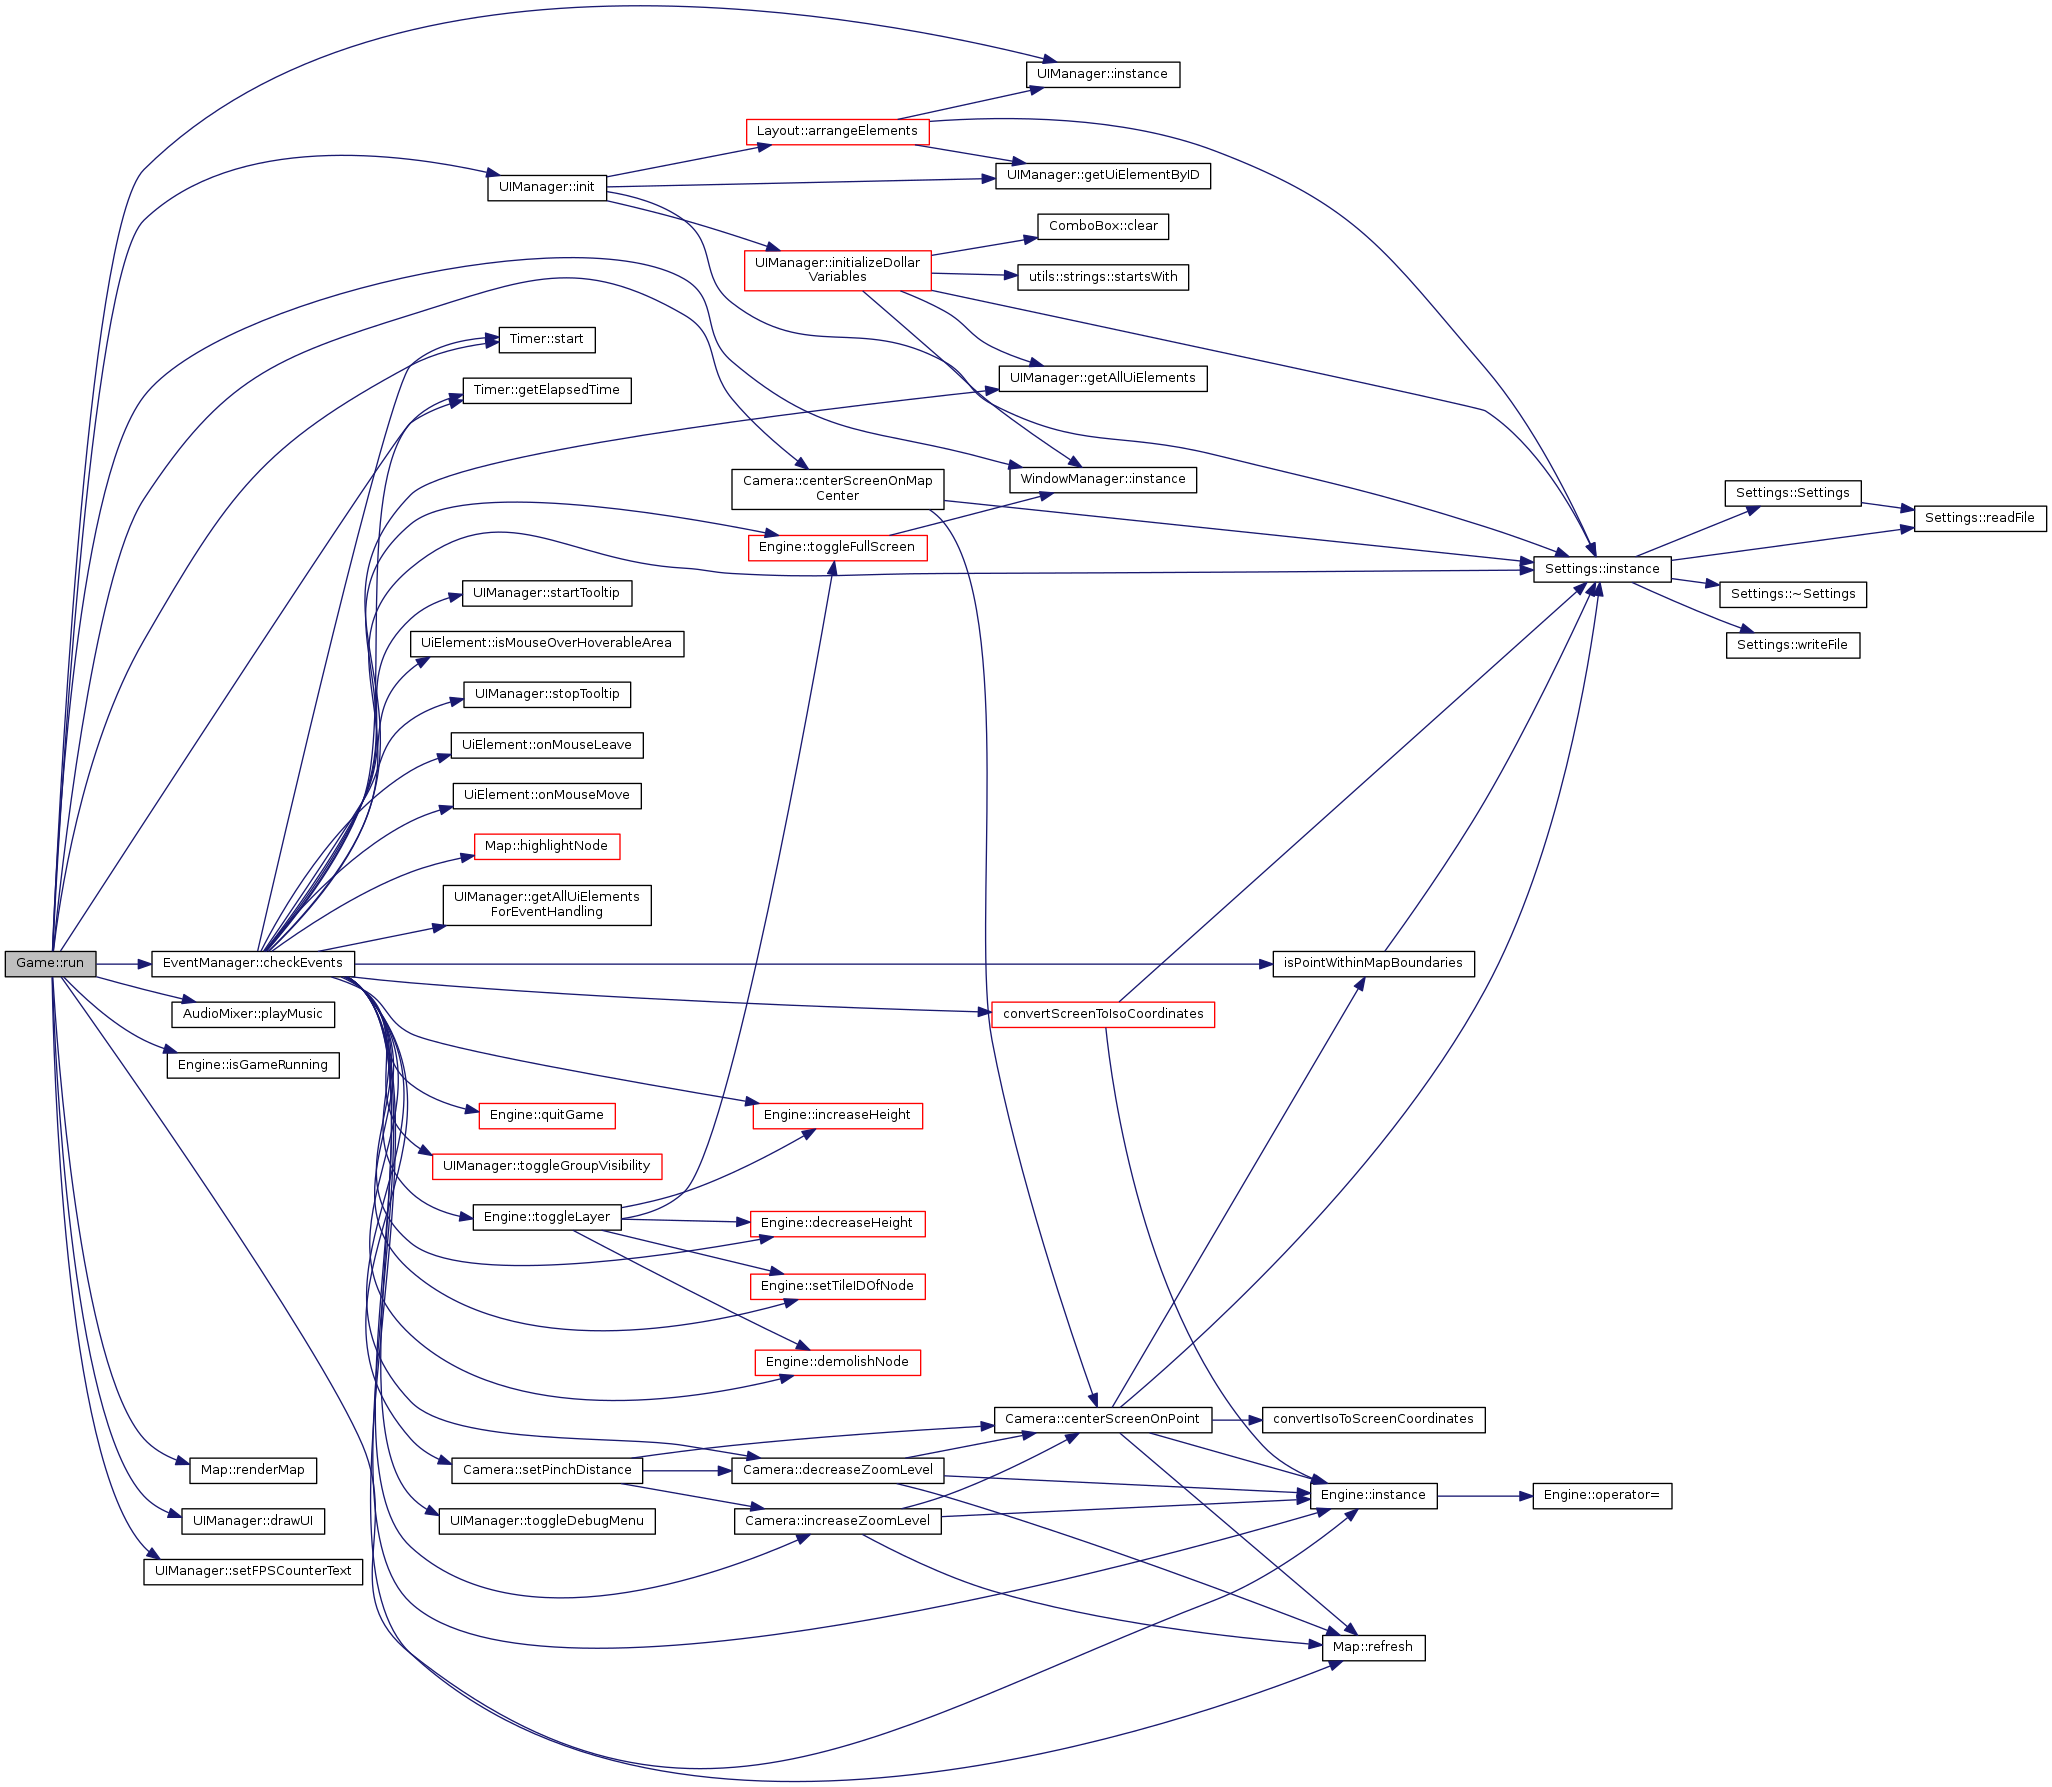 UIManager::instance
Layout::arrangeElements
UIManager::getUiElementByID
UIManager::init
ComboBox::clear
UIManager::initializeDollar
Variables
utils::strings::startsWith
Timer::start
UIManager::getAllUiElements
Timer::getElapsedTime
WindowManager::instance
Camera::centerScreenOnMap
Center
Settings::Settings
Settings::readFile
Engine::toggleFullScreen
Settings::instance
UIManager::startTooltip
Settings::~Settings
UiElement::isMouseOverHoverableArea
Settings::writeFile
UIManager::stopTooltip
UiElement::onMouseLeave
UiElement::onMouseMove
Map::highlightNode
UIManager::getAllUiElements
ForEventHandling
Game::run
EventManager::checkEvents
isPointWithinMapBoundaries
AudioMixer::playMusic
convertScreenToIsoCoordinates
Engine::isGameRunning
Engine::quitGame
Engine::increaseHeight
UIManager::toggleGroupVisibility
Engine::toggleLayer
Engine::decreaseHeight
Engine::setTileIDOfNode
Engine::demolishNode
Camera::centerScreenOnPoint
convertIsoToScreenCoordinates
Map::renderMap
Camera::setPinchDistance
Camera::decreaseZoomLevel
Engine::instance
Engine::operator=
UIManager::drawUI
UIManager::toggleDebugMenu
Camera::increaseZoomLevel
UIManager::setFPSCounterText
Map::refresh